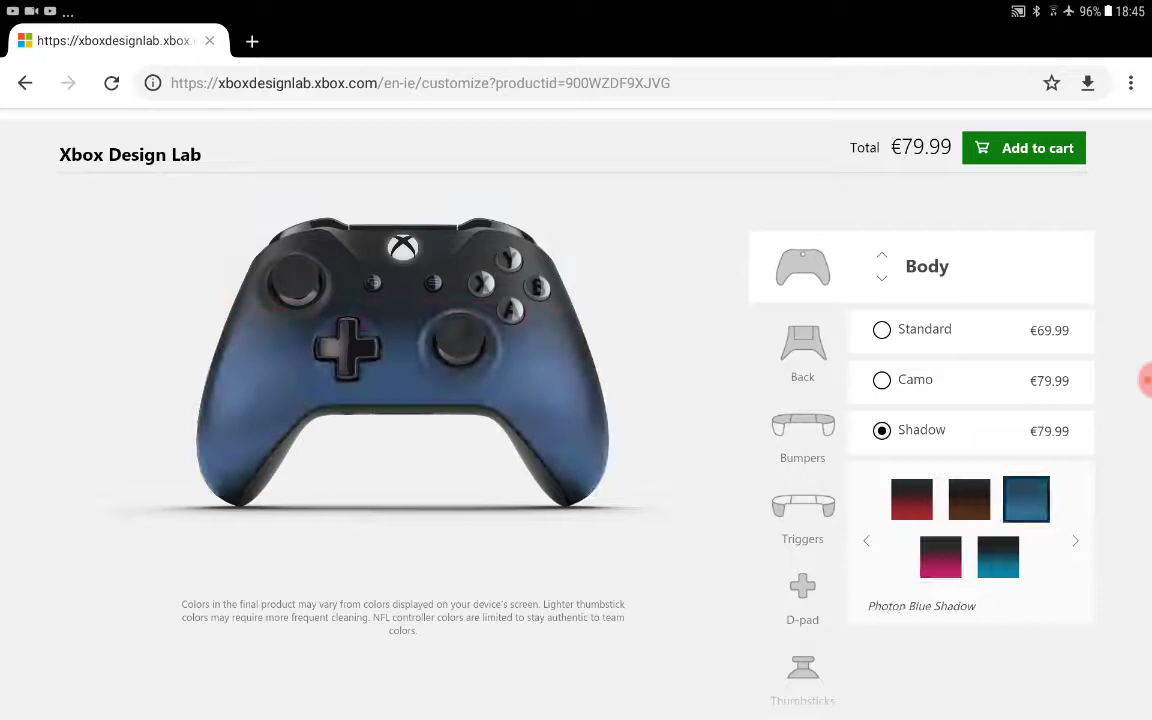 ...
96% 18:45
https://xboxdesignlab.xbox.
https://xboxdesignlab.xbox.com/en-ie/customize?productid=900WZDF9XJVG
Xbox Design Lab
Total €79.99 Add to cart
Body
Standard €69.99
Camo €79.99
Shadow €79.99
Back
Bumpers
Triggers
D-pad
Thumbsticks
Photon Blue Shadow
Y
X
B
A
Colors in the final product may vary from colors displayed on your device's screen. Lighter thumbstick
colors may require more frequent cleaning. NFL controller colors are limited to stay authentic to team
colors.